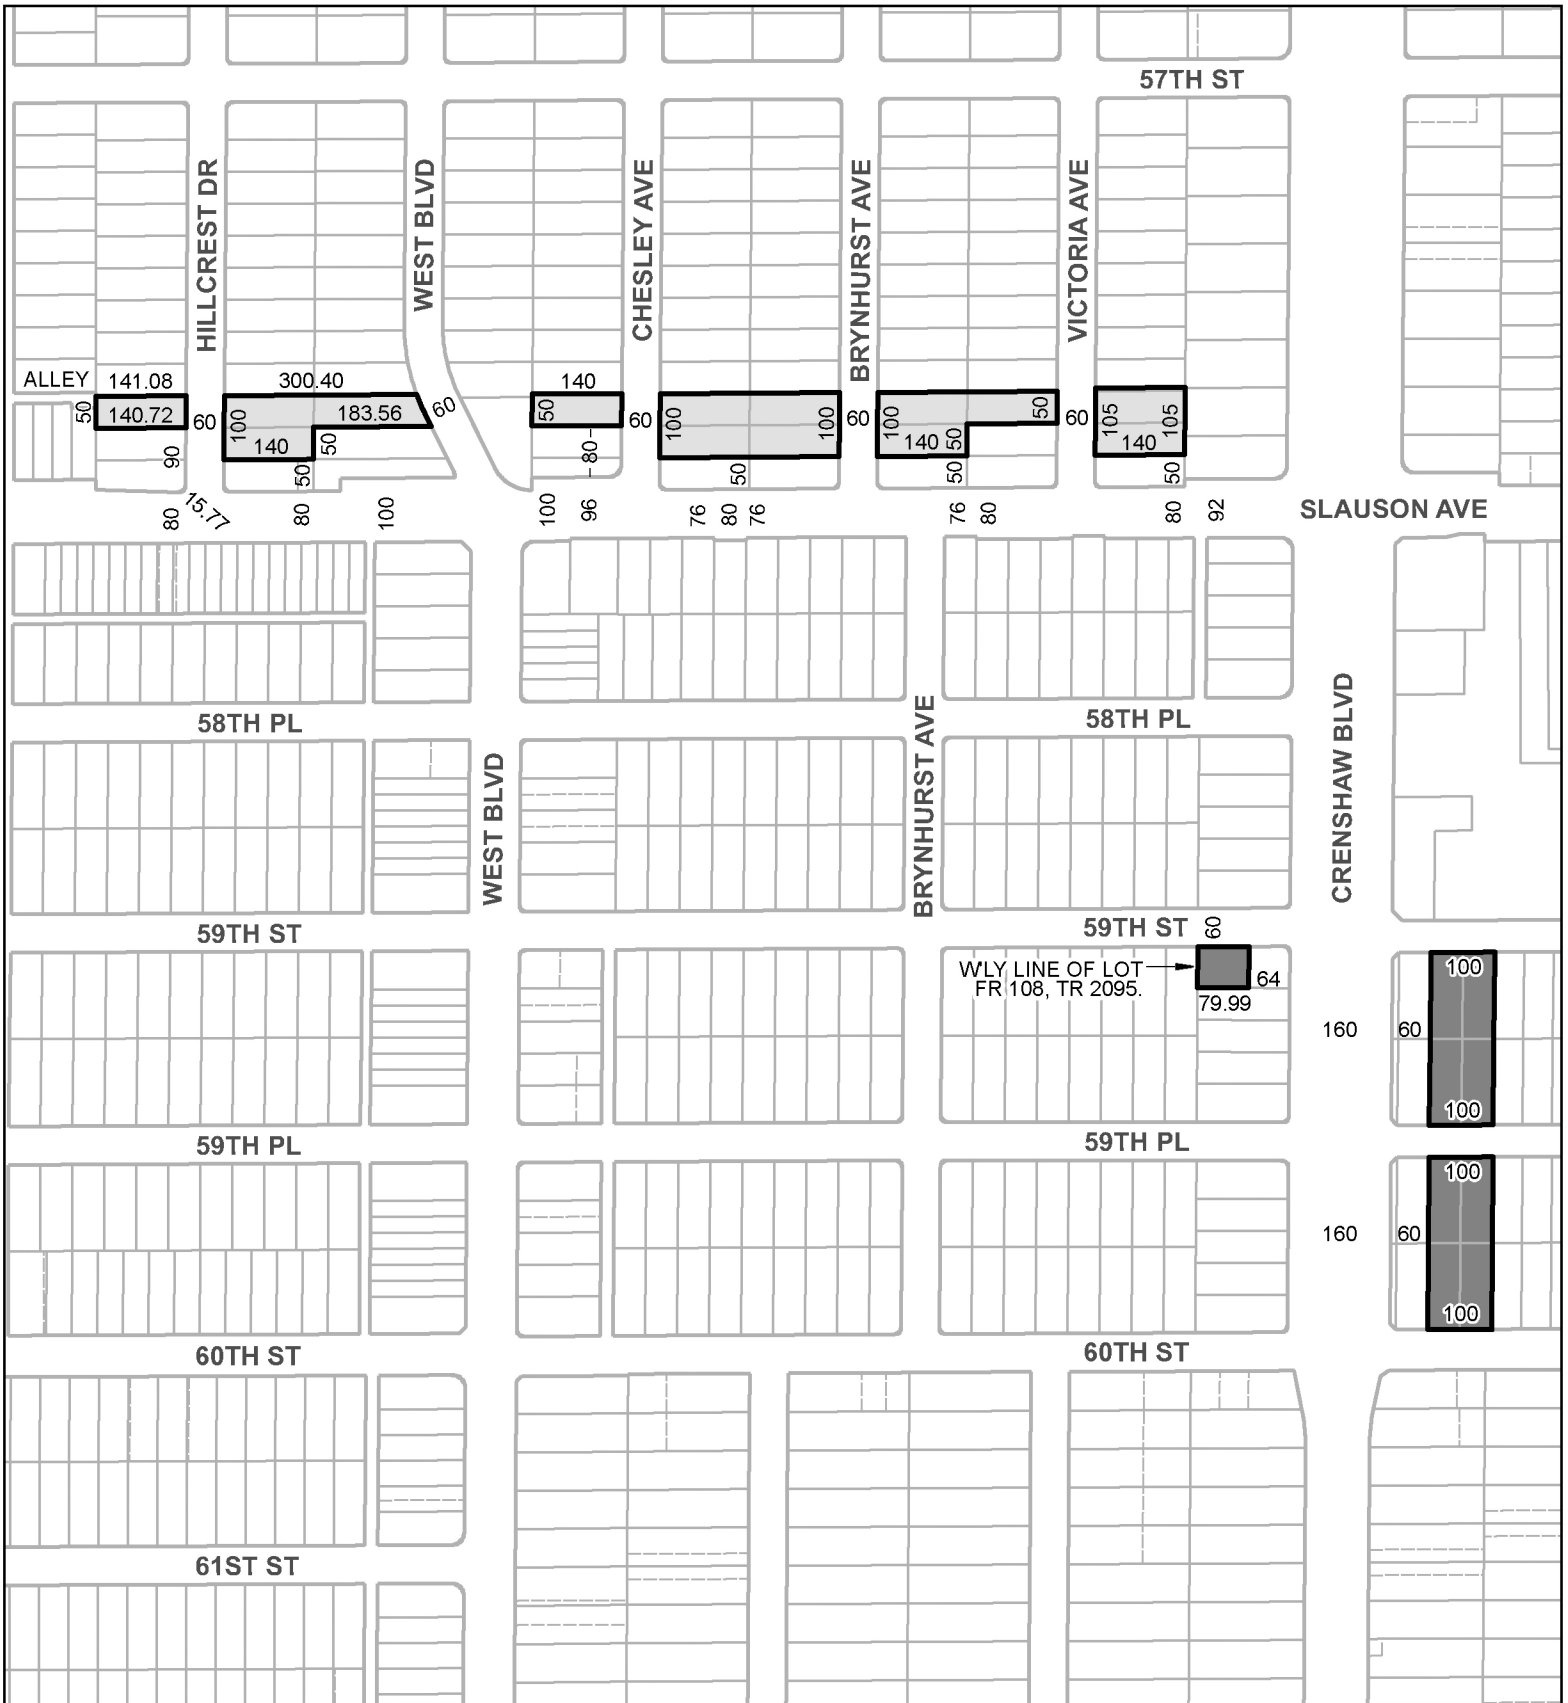 57TH ST
HILLCREST DR
WEST BLVD
CHESLEY AVE
BRYNHURST AVE
VICTORIA AVE
ALLEY
141.08
300.40
140
50
140.72
60
100
183.56
60
50
60
100
100
60
100
50
60
105
105
140
50
140
50
140
90
50
-80-
50
50
50
80
15.77
80
100
100
96
76
80
76
76
80
80
92
SLAUSON AVE
58TH PL
58TH PL
WEST BLVD
BRYNHURST AVE
CRENSHAW BLVD
59TH ST
59TH ST
60
W'LY LINE OF LOT
FR 108, TR 2095.
64
79.99
100
160
60
100
59TH PL
59TH PL
100
160
60
100
60TH ST
60TH ST
61ST ST